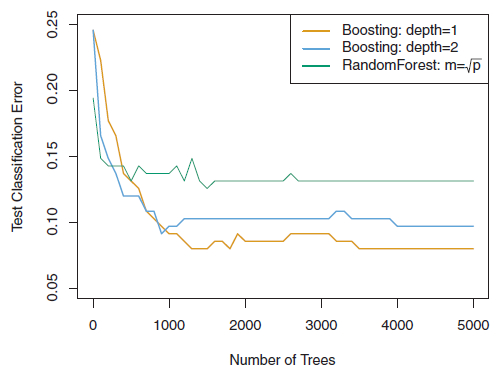 Boosting: depth=1
Boosting: depth=2
RandomForest: m=√p
Test Classification Error
0.25
0.20
0.15
0.10
0.05
0 1000 2000 3000 4000 5000
Number of Trees